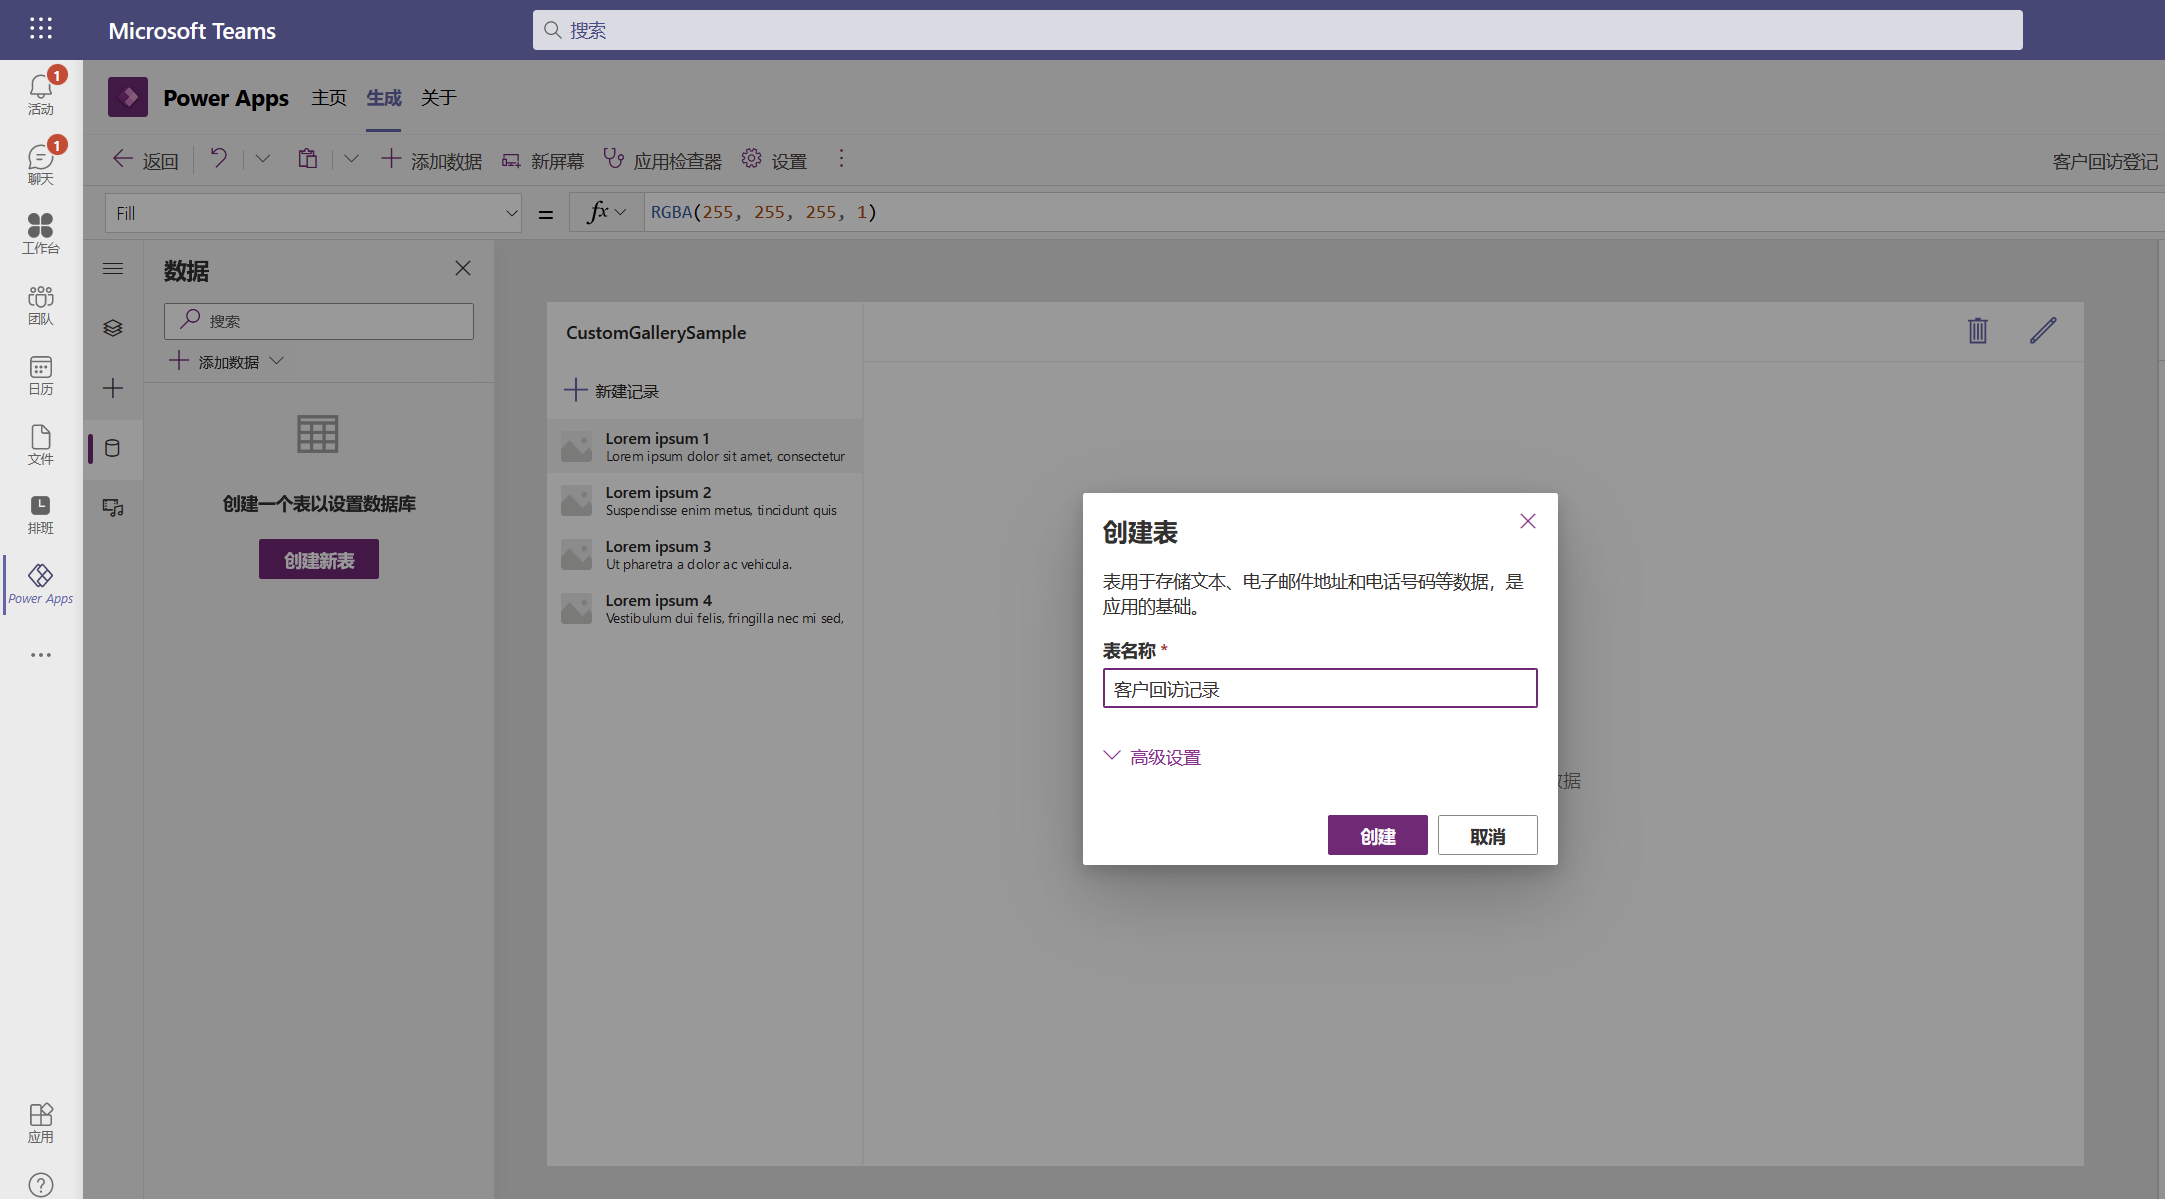 Microsoft Teams
搜索
1
活动
1
聊天
工作台
团队
日历
文件
排班
Power Apps
应用
Power Apps
主页
生成
关于
返回
添加数据
新屏幕
应用检查器
设置
客户回访登记
Fill
=
fx
RGBA(255, 255, 255, 1)
数据
搜索
添加数据
创建一个表以设置数据库
创建新表
CustomGallerySample
新建记录
Lorem ipsum 1
Lorem ipsum dolor sit amet, consectetur
Lorem ipsum 2
Suspendisse enim metus, tincidunt quis
Lorem ipsum 3
Ut pharetra a dolor ac vehicula.
Lorem ipsum 4
Vestibulum dui felis, fringilla nec mi sed,
创建表
表用于存储文本、电子邮件地址和电话号码等数据，是
应用的基础。
表名称 *
客户回访记录
高级设置
据
创建
取消